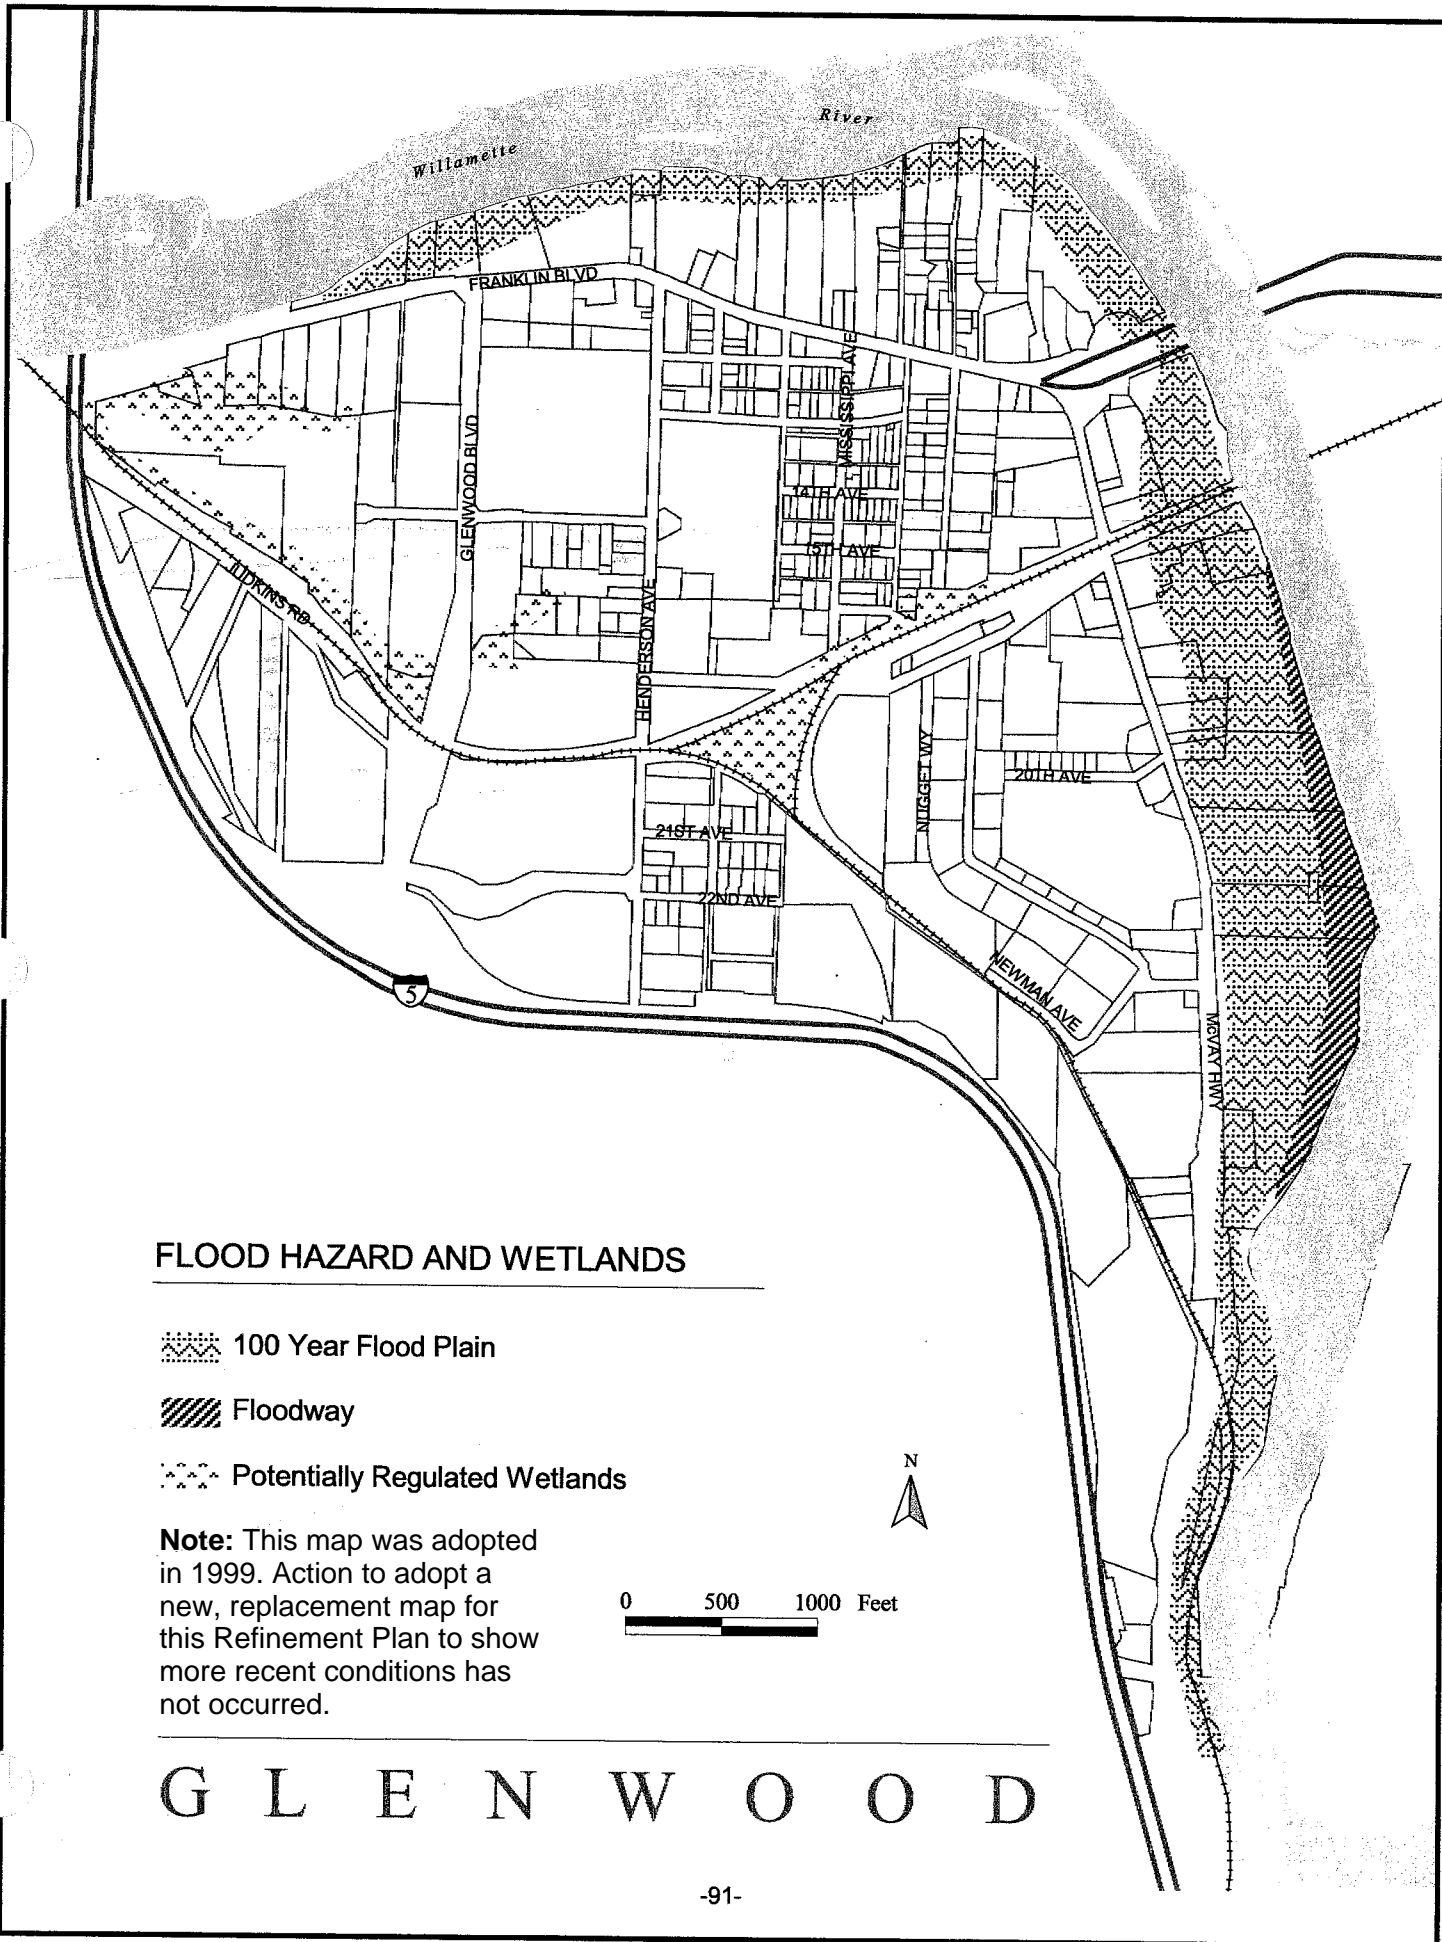 River
Willamette
FRANKLIN BLVD
MISSISSIPPI AVE
GLENWOOD BLVD
14TH AVE
15TH AVE
JUDKINS RD
HENDERSON AVE
NUGGET WY
20TH AVE
21ST AVE
22ND AVE
NEWMAN AVE
5
McVAY HWY
FLOOD HAZARD AND WETLANDS
100 Year Flood Plain
Floodway
Potentially Regulated Wetlands
N
Note: This map was adopted
in 1999. Action to adopt a
new, replacement map for
this Refinement Plan to show
more recent conditions has
not occurred.
0 500 1000 Feet
GLENWOOD
-91-